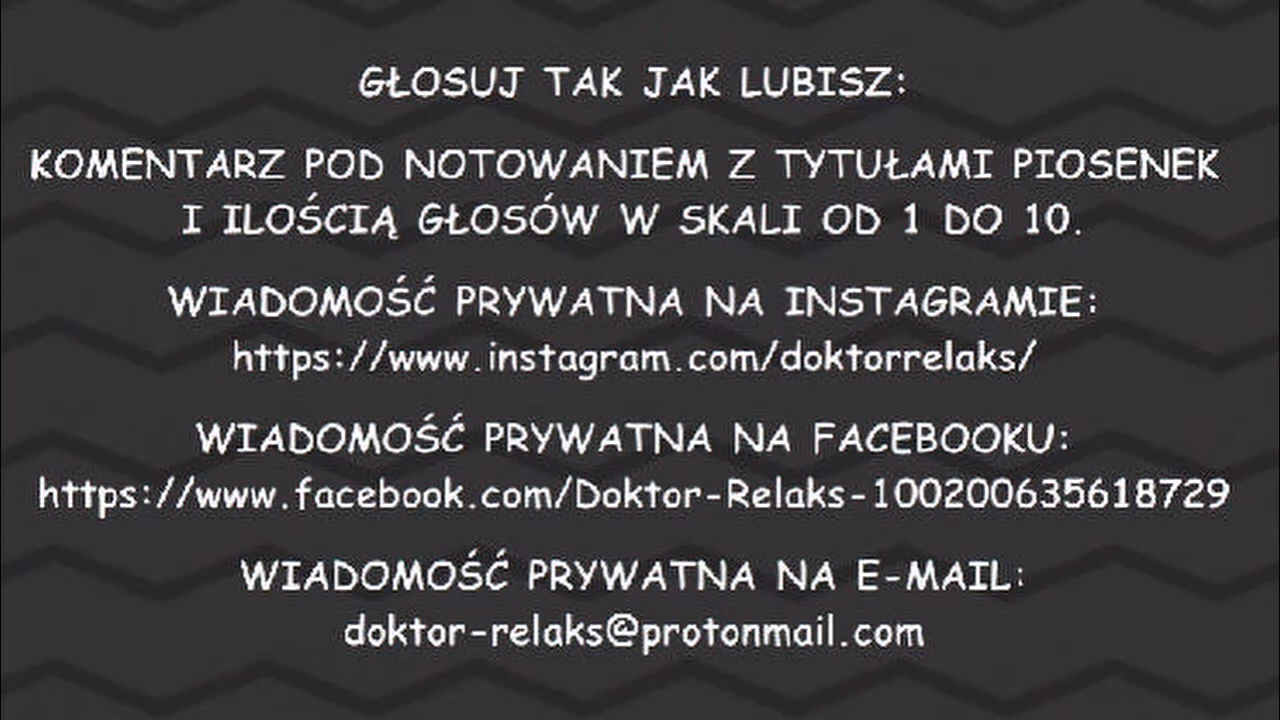 GŁOSUJ TAK JAK LUBISZ:
KOMENTARZ POD NOTOWANIEM Z TYTUŁAMI PIOSENEK
I ILOŚCIĄ GŁOSÓW W SKALI OD 1 DO 10.
WIADOMOŚĆ PRYWATNA NA INSTAGRAMIE:
https://www.instagram.com/doktorrelaks/
WIADOMOŚĆ PRYWATNA NA FACEBOOKU:
https://www.facebook.com/Doktor-Relaks-100200635618729
WIADOMOŚĆ PRYWATNA NA E-MAIL:
doktor-relaks@protonmail.com